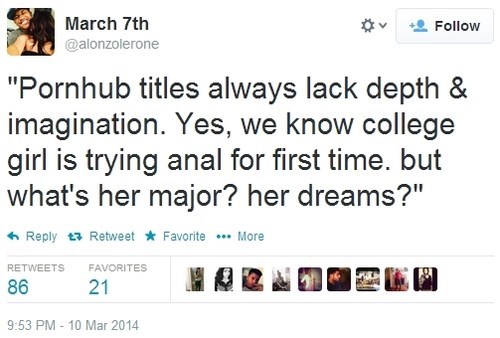 March 7th
@alonzolerone
Follow
"Pornhub titles always lack depth &
imagination. Yes, we know college
girl is trying anal for first time. but
what's her major? her dreams?"
Reply Retweet Favorite More
RETWEETS FAVORITES
86 21
9:53 PM - 10 Mar 2014